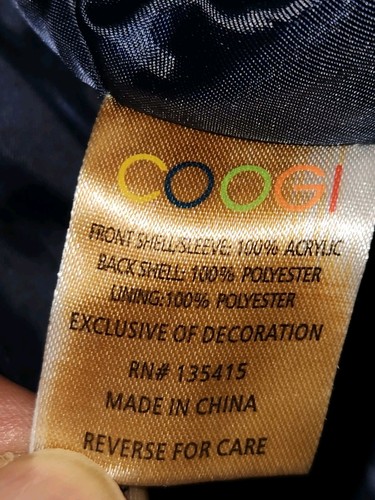 COOGI
FRONT SHELL/SLEEVE: 100% ACRYLIC
BACK SHELL: 100% POLYESTER
LINING:100% POLYESTER
EXCLUSIVE OF DECORATION
RN# 135415
MADE IN CHINA
REVERSE FOR CARE